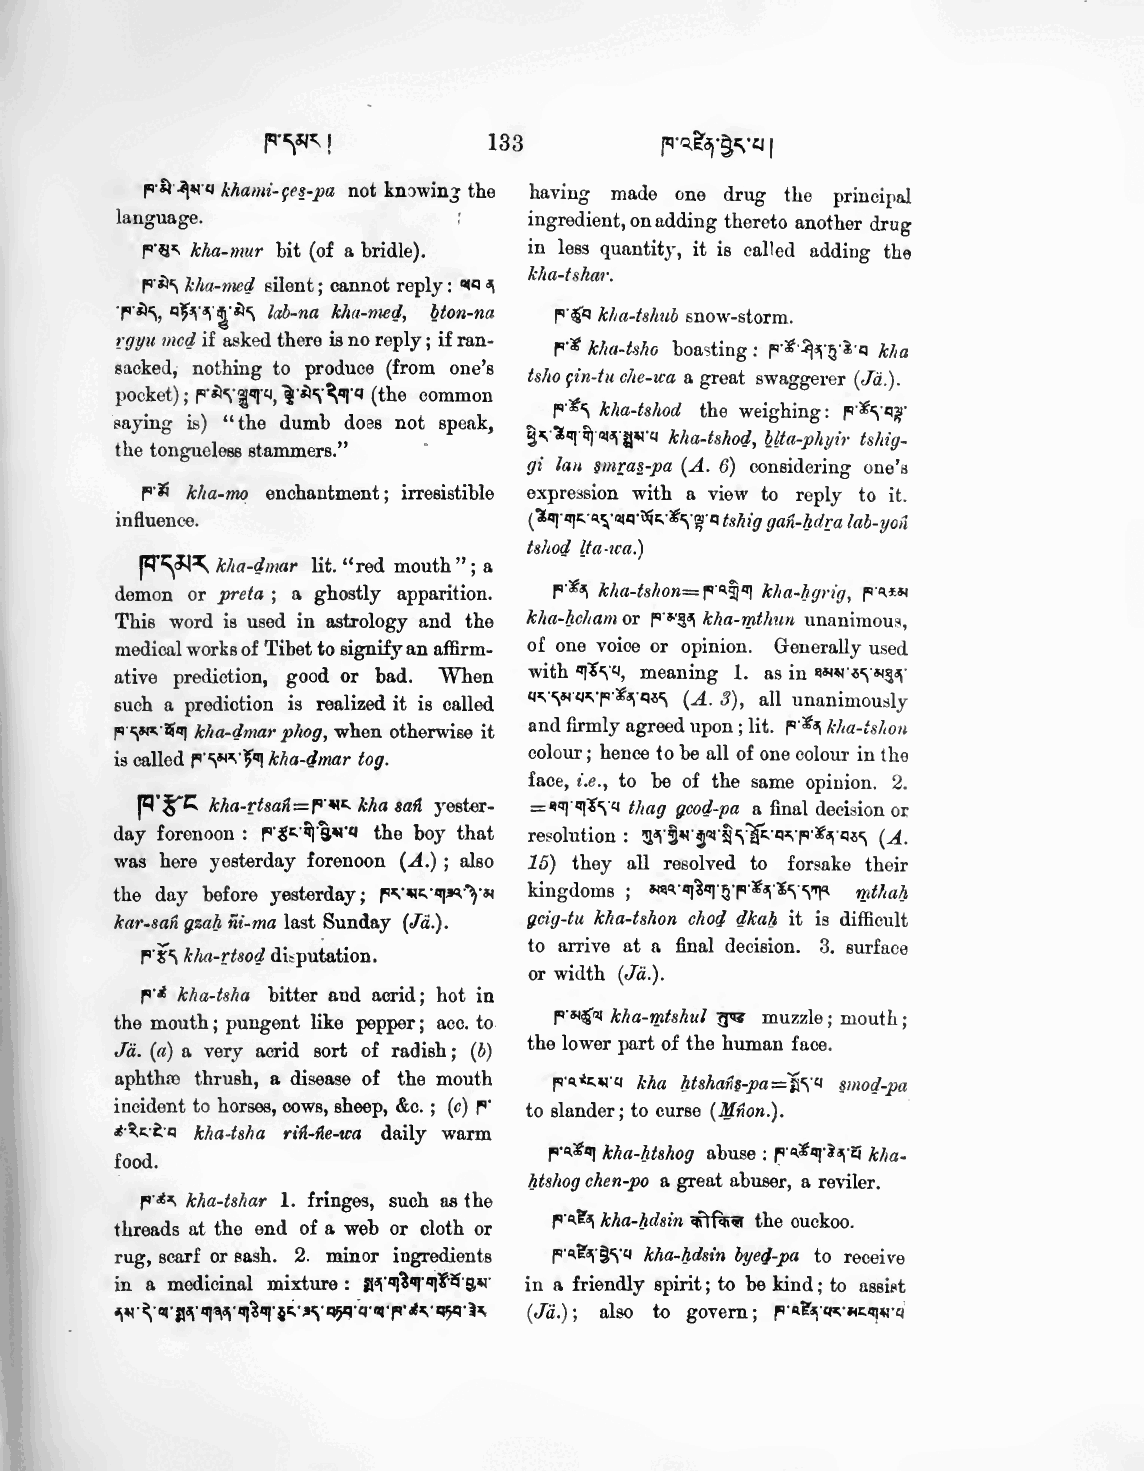 ཁ་དམར །
133
ཁ་འཛིན་བྱེད་པ །
ཁ་མི་ཤེས་པ khami-çes-pa not knowing the
language.
ཁ་མུར kha-mur bit (of a bridle).
ཁ་མེད kha-med silent; cannot reply: ལབ་ན
་ཁ་མེད, བཏོན་ན་རྒྱུ་མེད lab-na kha-med, bton-na
rgyu med if asked there is no reply; if ran-
sacked, nothing to produce (from one's
pocket); ཁ་མེད་ལྐུག་པ, ལྕེ་མེད་དིག་པ (the common
saying is) “the dumb does not speak,
the tongueless stammers.”
ཁ་མོ kha-mo enchantment; irresistible
influence.
ཁ་དམར kha-dmar lit. “red mouth”; a
demon or preta; a ghostly apparition.
This word is used in astrology and the
medical works of Tibet to signify an affirm-
ative prediction, good or bad. When
such a prediction is realized it is called
ཁ་དམར་ཕོག kha-dmar phog, when otherwise it
is called ཁ་དམར་ཏོག kha-dmar tog.
ཁ་རྩང kha-rtsañ=ཁ་སང kha sañ yester-
day forenoon: ཁ་རྩང་གི་བྱིས་པ the boy that
was here yesterday forenoon (A.); also
the day before yesterday; ཁར་སང་གཟའ་ཉི་མ
kar-sañ gzah ñi-ma last Sunday (Jä.).
ཁ་རྩོད kha-rtsod disputation.
ཁ་ཚ kha-tsha bitter and acrid; hot in
the mouth; pungent like pepper; acc. to
Jä. (a) a very acrid sort of radish; (b)
aphthæ thrush, a disease of the mouth
incident to horses, cows, sheep, &c.; (c) ཁ་
ཚ་རིང་ངེ་བ kha-tsha riñ-ñe-wa daily warm
food.
ཁ་ཚར kha-tshar 1. fringes, such as the
threads at the end of a web or cloth or
rug, scarf or sash. 2. minor ingredients
in a medicinal mixture: སྨན་གཅིག་གཙོ་བོ་བྱས་
ནས་དེ་ལ་སྨན་གཞན་གཅིག་ཉུང་ཟད་བཏབ་པ་ལ་ཁ་ཚར་བཏབ་ཟེར
having made one drug the principal
ingredient, on adding thereto another drug
in less quantity, it is called adding the
kha-tshar.
ཁ་ཚུབ kha-tshub snow-storm.
ཁ་ཚོ kha-tsho boasting: ཁ་ཚོ་ཤིན་ཏུ་ཆེ་བ kha
tsho çin-tu che-wa a great swaggerer (Jä.).
ཁ་ཚོད kha-tshod the weighing: ཁ་ཚོད་བལྟ་
ཕྱིར་ཚིག་གི་ལན་སྨྲས་པ kha-tshod, blta-phyir tshig-
gi lan smras-pa (A. 6) considering one's
expression with a view to reply to it.
(ཚིག་གང་འདྲ་ལབ་ཡོང་ཚོད་ལྟ་བ tshig gañ-hdra lab-yoñ
tshod lta-wa.)
ཁ་ཚོན kha-tshon=ཁ་འགྲིག kha-hgrig, ཁ་འཆམ
kha-hcham or ཁ་མཐུན kha-mthun unanimous,
of one voice or opinion. Generally used
with གཅོད་པ, meaning 1. as in ཐམས་ཅད་མཐུན་
པར་དམ་པར་ཁ་ཚོན་བཅད (A. 3), all unanimously
and firmly agreed upon; lit. ཁ་ཚོན kha-tshon
colour; hence to be all of one colour in the
face, i.e., to be of the same opinion. 2.
=ཐག་གཅོད་པ thag gcod-pa a final decision or
resolution: ཀུན་གྱིས་རྒྱལ་སྲིད་སྤོང་བར་ཁ་ཚོན་བཅད (A.
15) they all resolved to forsake their
kingdoms; མཐའ་གཅིག་ཏུ་ཁ་ཚོན་ཆོད་དཀའ mthah
gcig-tu kha-tshon chod dkah it is difficult
to arrive at a final decision. 3. surface
or width (Jä.).
ཁ་མཚུལ kha-mtshul तुण्ड muzzle; mouth;
the lower part of the human face.
ཁ་འཚངས་པ kha htshañs-pa=སྨོད་པ smod-pa
to slander; to curse (Mñon.).
ཁ་འཚོག kha-htshog abuse: ཁ་འཚོག་ཆེན་པོ kha-
htshog chen-po a great abuser, a reviler.
ཁ་འཛིན kha-hdsin कोकिल the cuckoo.
ཁ་འཛིན་བྱེད་པ kha-hdsin byed-pa to receive
in a friendly spirit; to be kind; to assist
(Jä.); also to govern; ཁ་འཛིན་པར་མངགས་པ